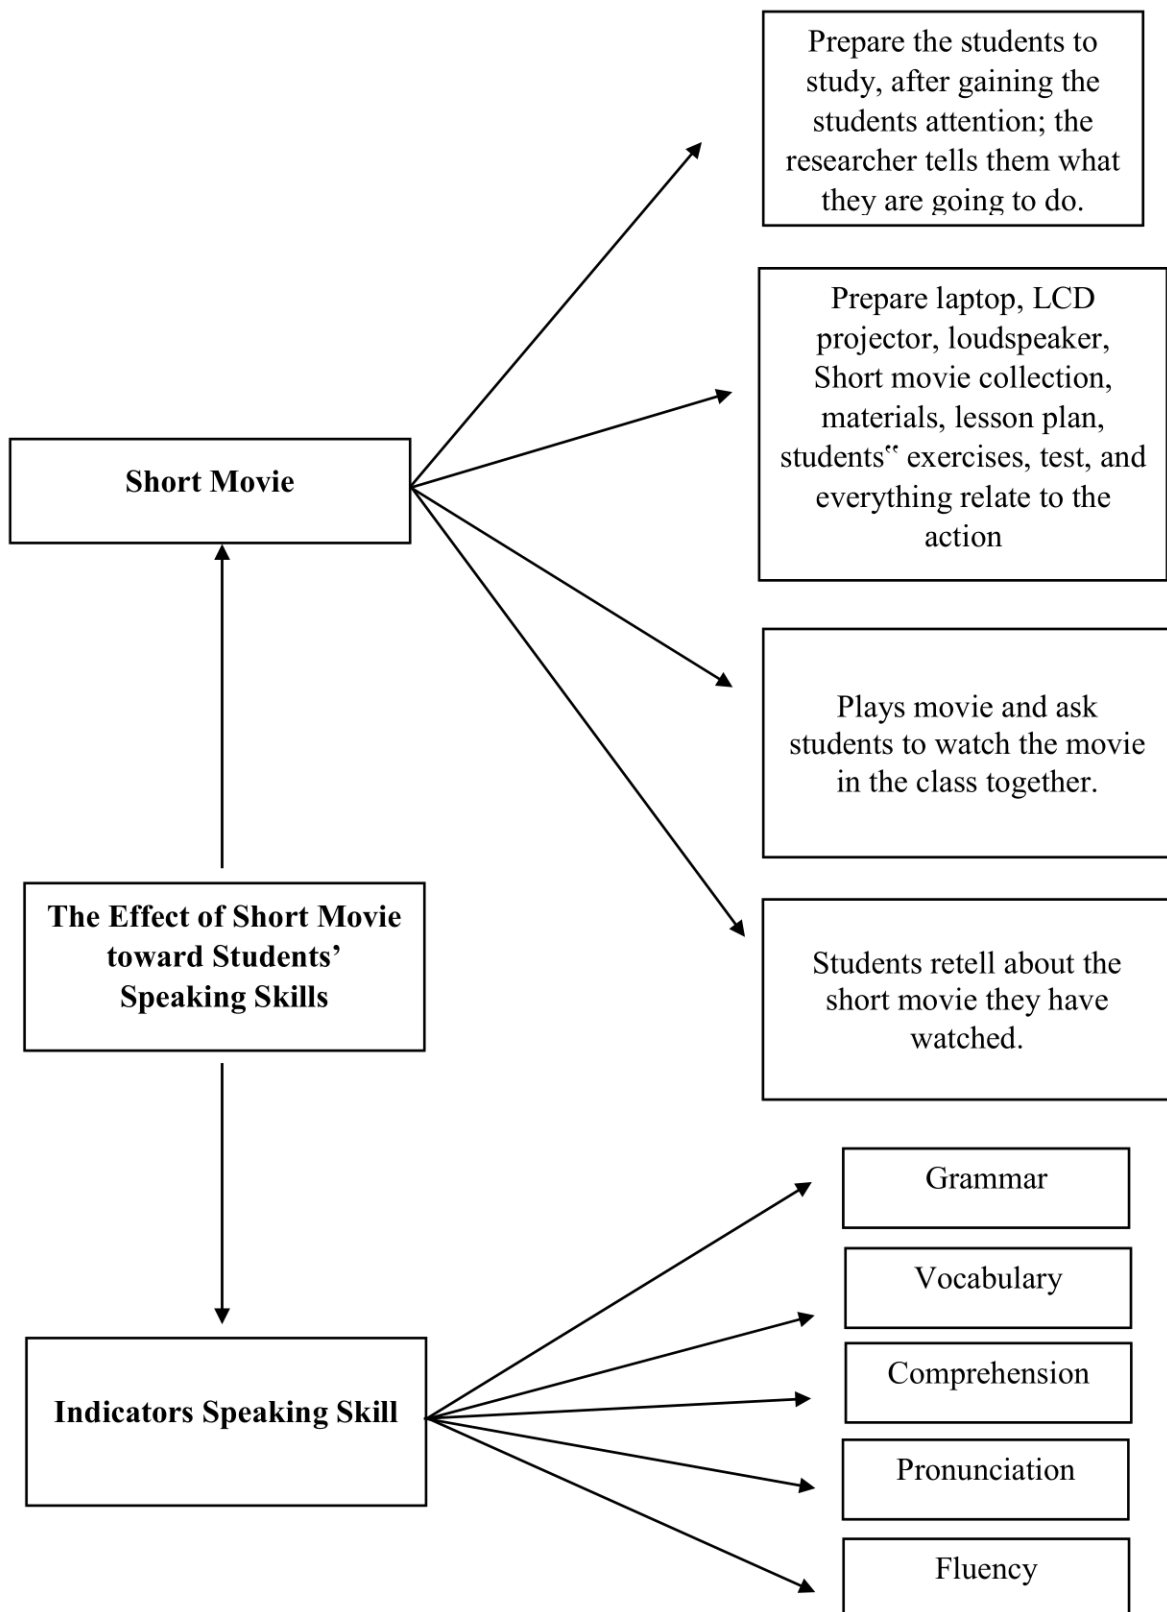 Prepare the students to
study, after gaining the
students attention; the
researcher tells them what
they are going to do.
Prepare laptop, LCD
projector, loudspeaker,
Short movie collection,
materials, lesson plan,
students‟ exercises, test, and
everything relate to the
action
Short Movie
Plays movie and ask
students to watch the movie
in the class together.
The Effect of Short Movie
toward Students’
Speaking Skills
Students retell about the
short movie they have
watched.
Grammar
Vocabulary
Comprehension
Indicators Speaking Skill
Pronunciation
Fluency